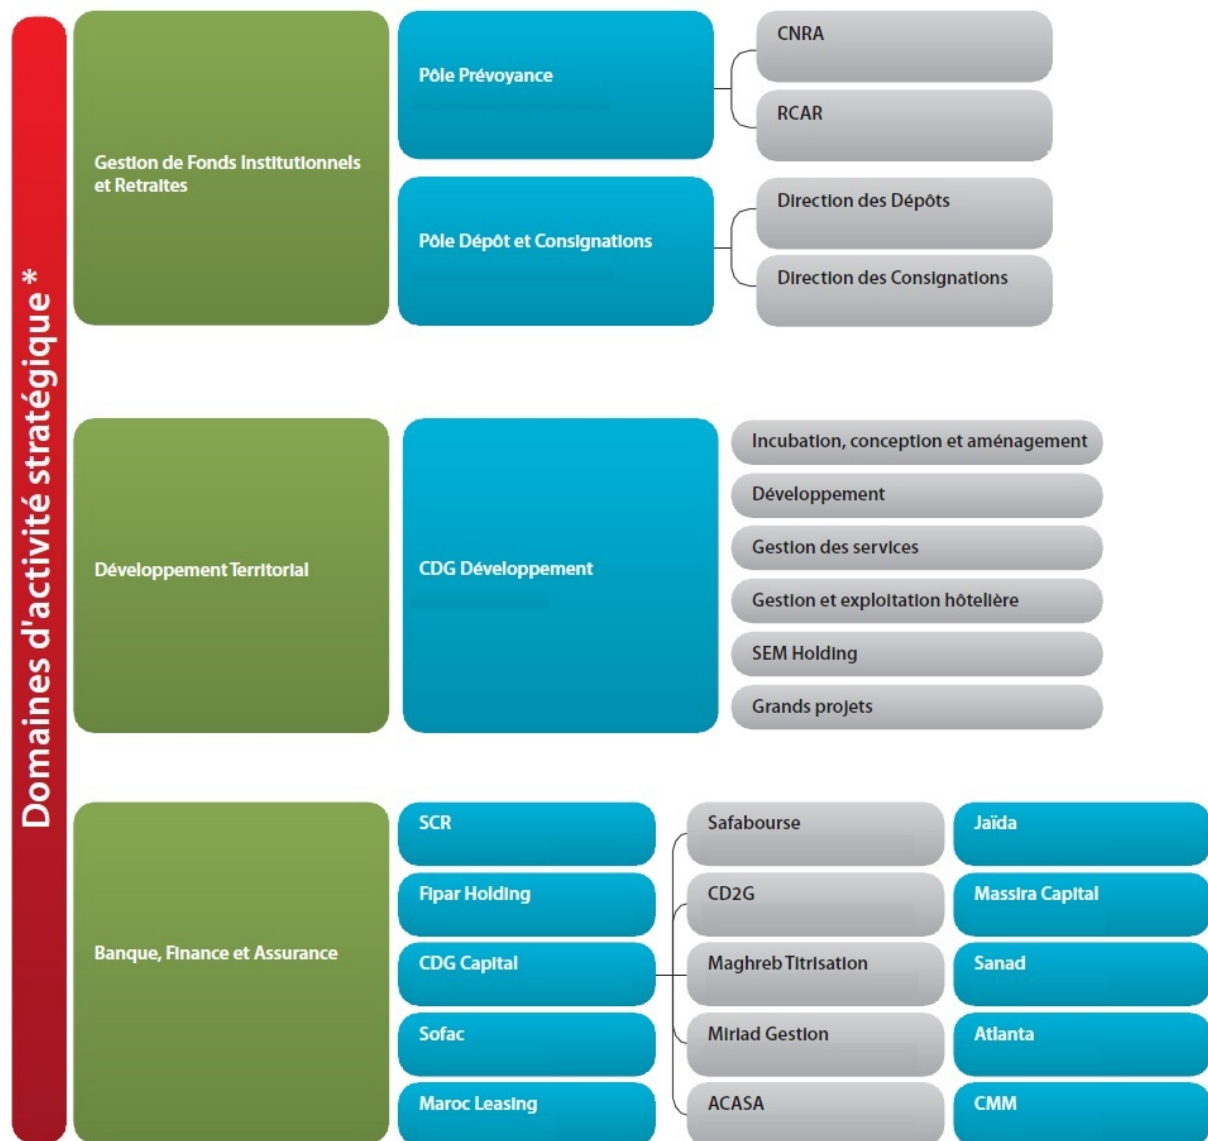 Domaines d'activité stratégique *
Gestion de Fonds Institutionnels
et Retraites
Pôle Prévoyance
CNRA
RCAR
Pôle Dépôt et Consignations
Direction des Dépôts
Direction des Consignations
Développement Territorial
CDG Développement
Incubation, conception et aménagement
Développement
Gestion des services
Gestion et exploitation hôtelière
SEM Holding
Grands projets
Banque, Finance et Assurance
SCR
Fipar Holding
CDG Capital
Sofac
Maroc Leasing
Safabourse
CD2G
Maghreb Titrisation
Miriad Gestion
ACASA
Jaïda
Massira Capital
Sanad
Atlanta
CMM